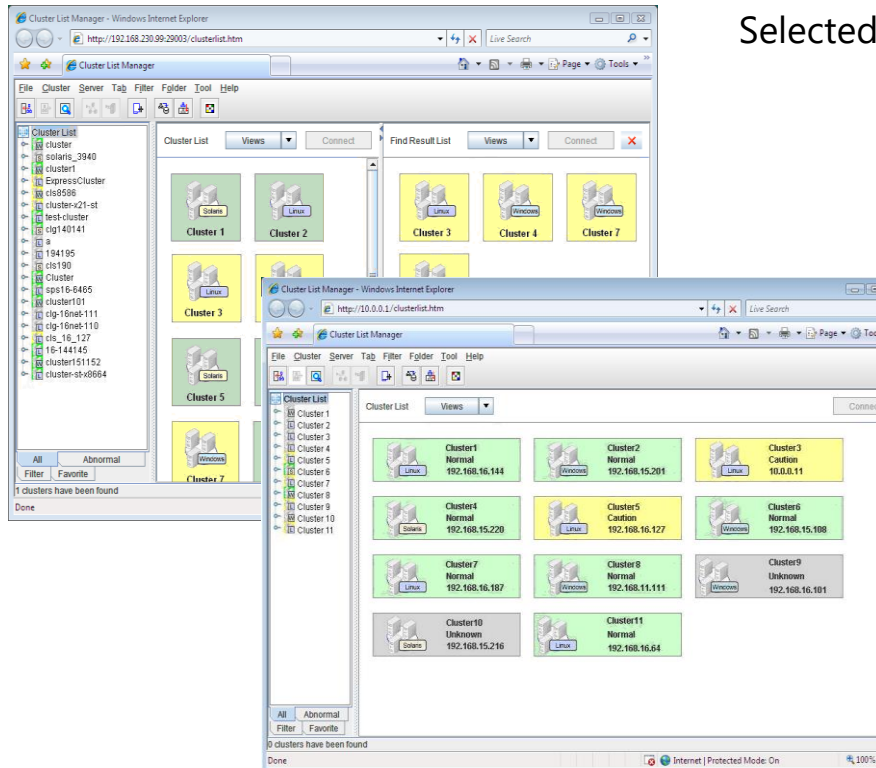 Selected
Cluster List Manager - Windows Internet Explorer
http://192.168.230.99:29003/clusterlist.htm
Live Search
Cluster List Manager
Page Tools
File Cluster Server Tab Filter Folder Tool Help
Cluster List
cluster
solaris_3940
cluster1
ExpressCluster
cls8586
cluster-x21-st
test-cluster
clg140141
a
194195
cls190
Cluster
sps16-6465
cluster101
clg-16net-111
clg-16net-110
cls_16_127
16-144145
cluster151152
cluster-st-x8664
All Abnormal
Filter Favorite
Cluster List Views Connect
Solaris
Cluster 1
Linux
Cluster 2
Linux
Cluster 3
Solaris
Cluster 5
Windows
Cluster 7
Find Result List Views Connect
Linux
Cluster 3
Windows
Cluster 4
Windows
Cluster 7
1 clusters have been found
Done
Cluster List Manager - Windows Internet Explorer
http://10.0.0.1/clusterlist.htm
Live Search
Cluster List Manager
Page
File Cluster Server Tab Filter Folder Tool Help
Cluster List
Cluster 1
Cluster 2
Cluster 3
Cluster 4
Cluster 5
Cluster 6
Cluster 7
Cluster 8
Cluster 9
Cluster 10
Cluster 11
All Abnormal
Filter Favorite
Cluster List Views
Linux
Cluster1
Normal
192.168.16.144
Windows
Cluster2
Normal
192.168.15.201
Linux
Cluster3
Caution
10.0.0.11
Solaris
Cluster4
Normal
192.168.15.220
Linux
Cluster5
Caution
192.168.16.127
Windows
Cluster6
Normal
192.168.15.108
Linux
Cluster7
Normal
192.168.16.187
Windows
Cluster8
Normal
192.168.11.111
Windows
Cluster9
Unknown
192.168.16.101
Solaris
Cluster10
Unknown
192.168.15.216
Linux
Cluster11
Normal
192.168.16.64
0 clusters have been found
Done
Internet | Protected Mode: On
100%